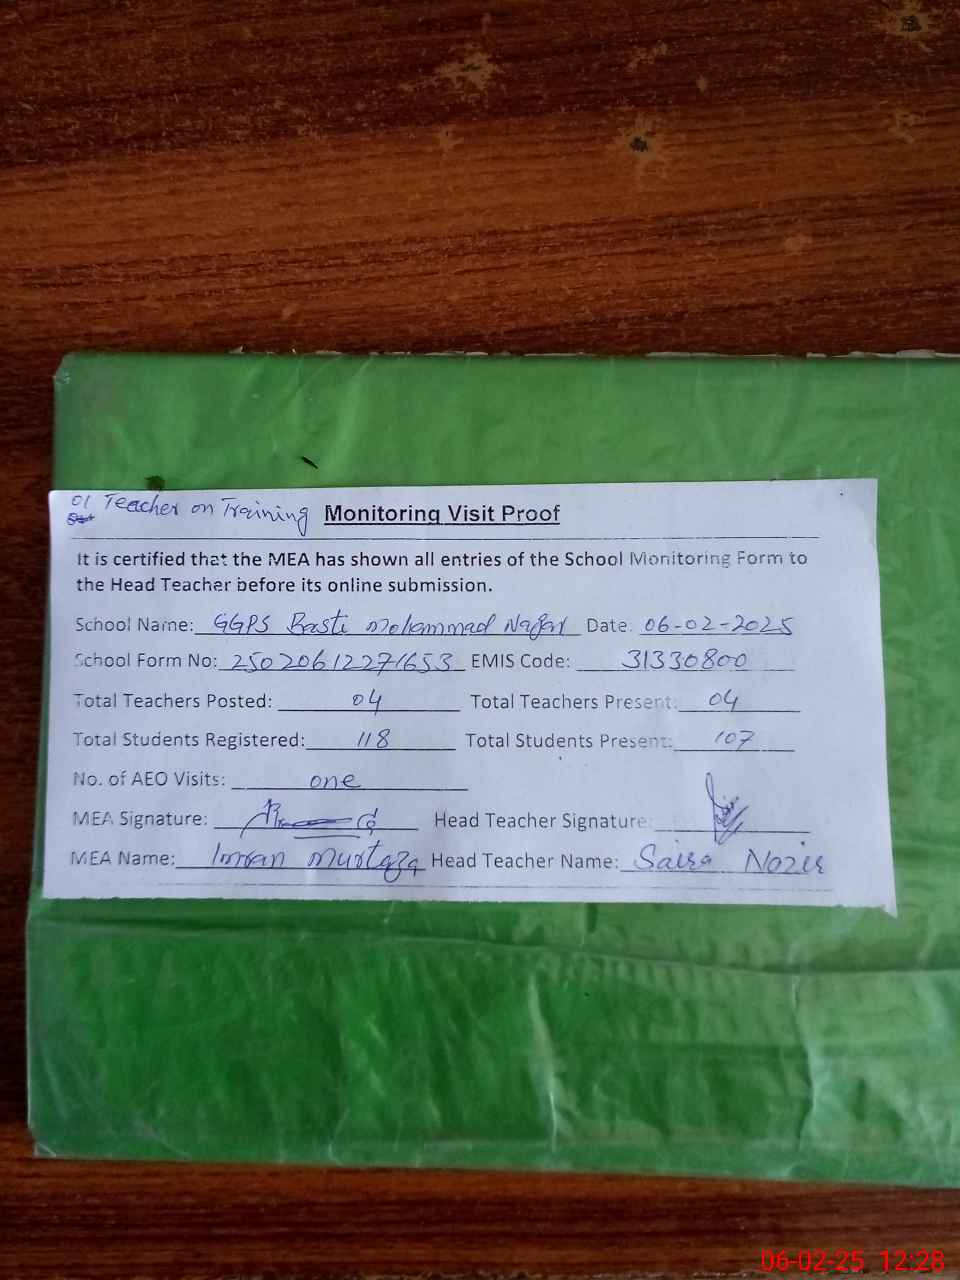 01 Teacher on Training Monitoring Visit Proof
It is certified that the MEA has shown all entries of the School Monitoring Form to
the Head Teacher before its online submission.
School Name: GGPS Basti Mohammad Nagar Date: 06-02-2025
School Form No: 250206122271653 EMIS Code: 31330800
Total Teachers Posted: 04 Total Teachers Present: 04
Total Students Registered: 118 Total Students Present: 107
No. of AEO Visits: one
MEA Signature: Head Teacher Signature:
MEA Name: Imran Murtaza Head Teacher Name: Saira Nazir
06-02-25 12:28